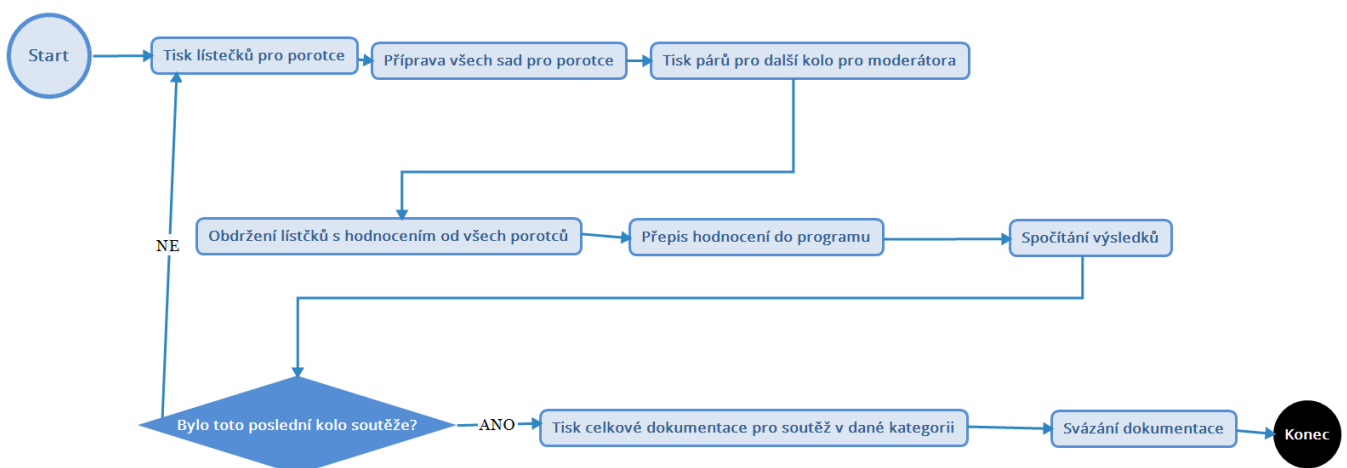 Start
Tisk lístečků pro porotce
Příprava všech sad pro porotce
Tisk párů pro další kolo pro moderátora
Obdržení lístčků s hodnocením od všech porotců
Přepis hodnocení do programu
Spočítání výsledků
NE
Bylo toto poslední kolo soutěže?
ANO
Tisk celkové dokumentace pro soutěž v dané kategorii
Svázání dokumentace
Konec